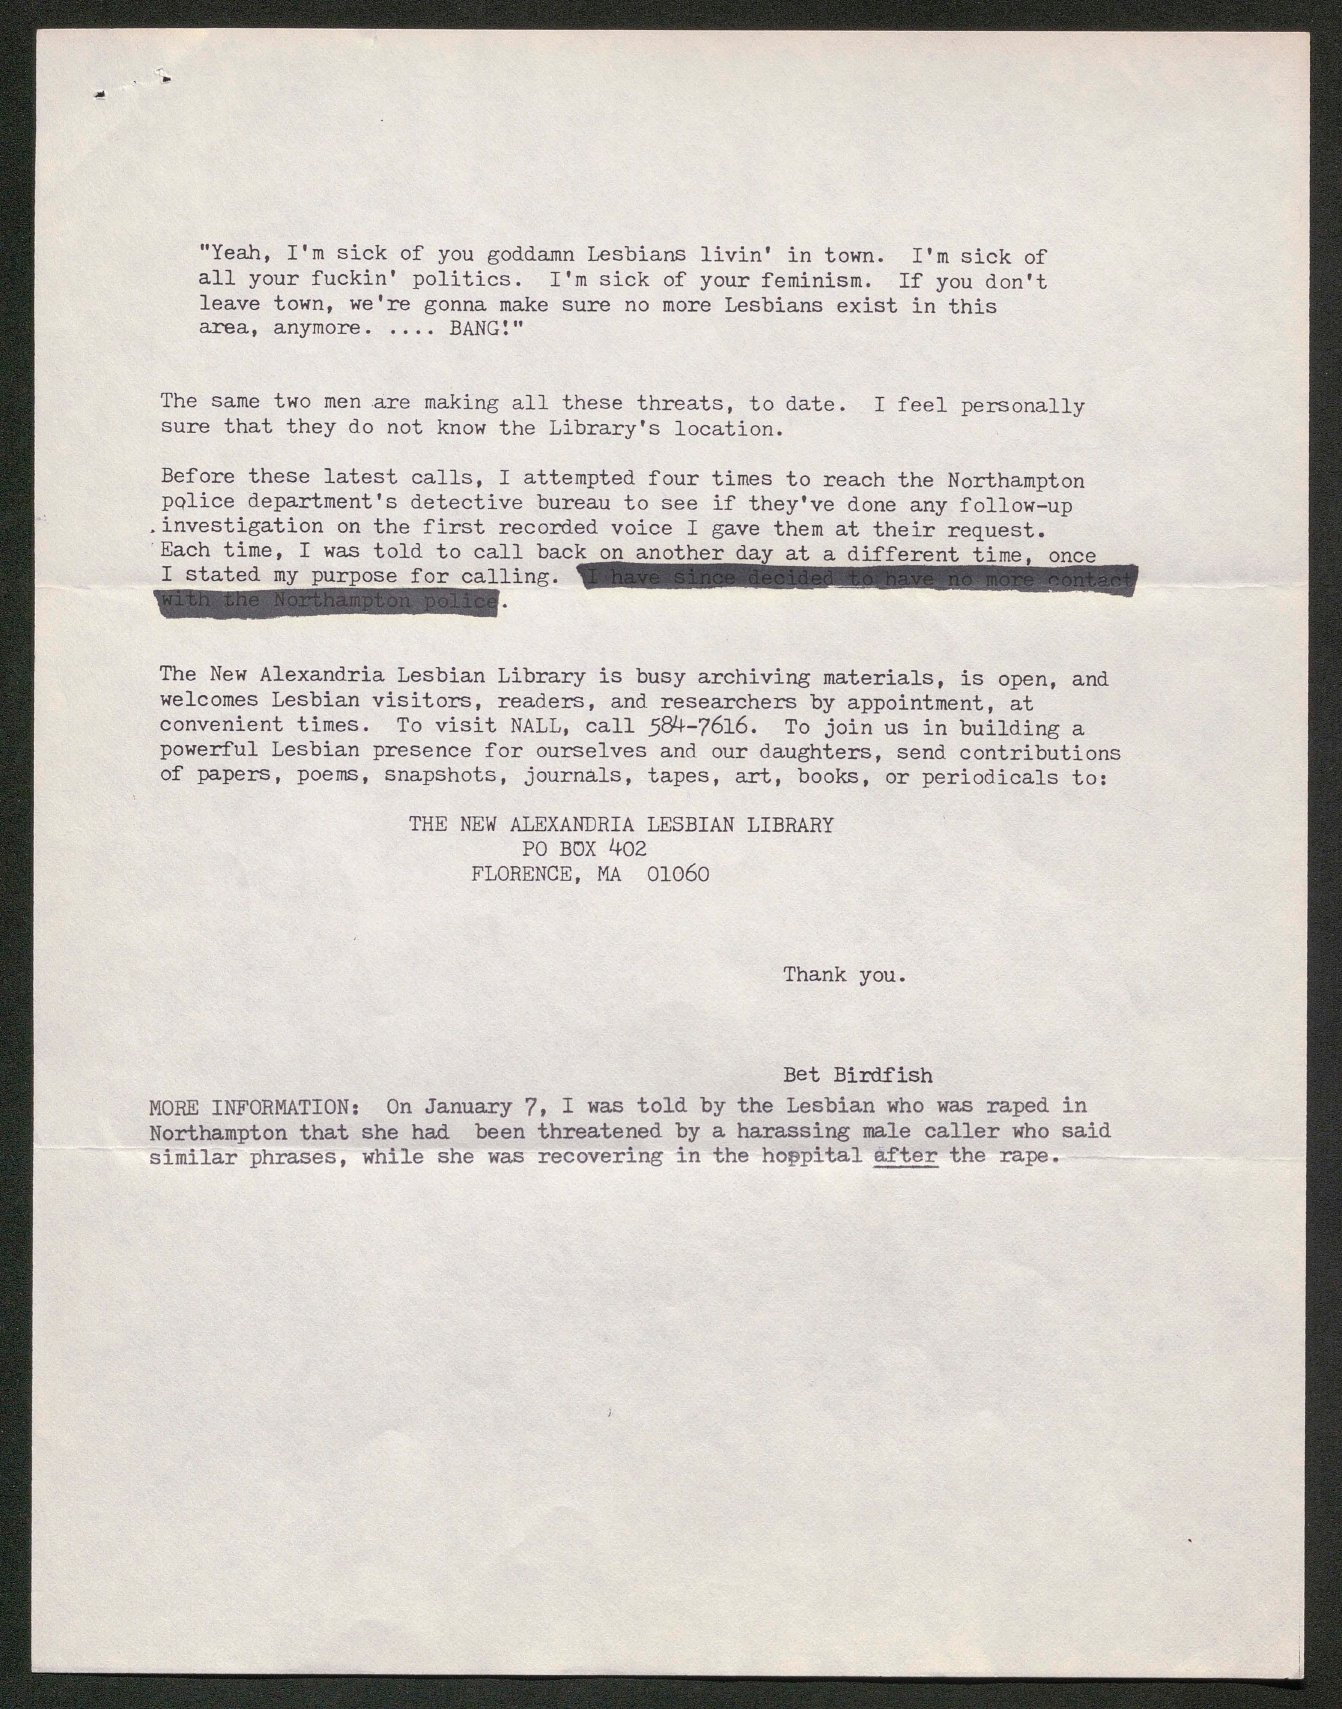 "Yeah, I'm sick of you goddamn Lesbians livin' in town.  I'm sick of
all your fuckin' politics.  I'm sick of your feminism.  If you don't
leave town, we're gonna make sure no more Lesbians exist in this
area, anymore. .... BANG!"
The same two men are making all these threats, to date.  I feel personally
sure that they do not know the Library's location.
Before these latest calls, I attempted four times to reach the Northampton
police department's detective bureau to see if they've done any follow-up
investigation on the first recorded voice I gave them at their request.
Each time, I was told to call back on another day at a different time, once
I stated my purpose for calling.  I have since decided to have no more contact
with the Northampton police.
The New Alexandria Lesbian Library is busy archiving materials, is open, and
welcomes Lesbian visitors, readers, and researchers by appointment, at
convenient times.  To visit NALL, call 584-7616.  To join us in building a
powerful Lesbian presence for ourselves and our daughters, send contributions
of papers, poems, snapshots, journals, tapes, art, books, or periodicals to:
THE NEW ALEXANDRIA LESBIAN LIBRARY
PO BOX 402
FLORENCE, MA  01060
Thank you.
Bet Birdfish
MORE INFORMATION:  On January 7, I was told by the Lesbian who was raped in
Northampton that she had  been threatened by a harassing male caller who said
similar phrases, while she was recovering in the hospital after the rape.